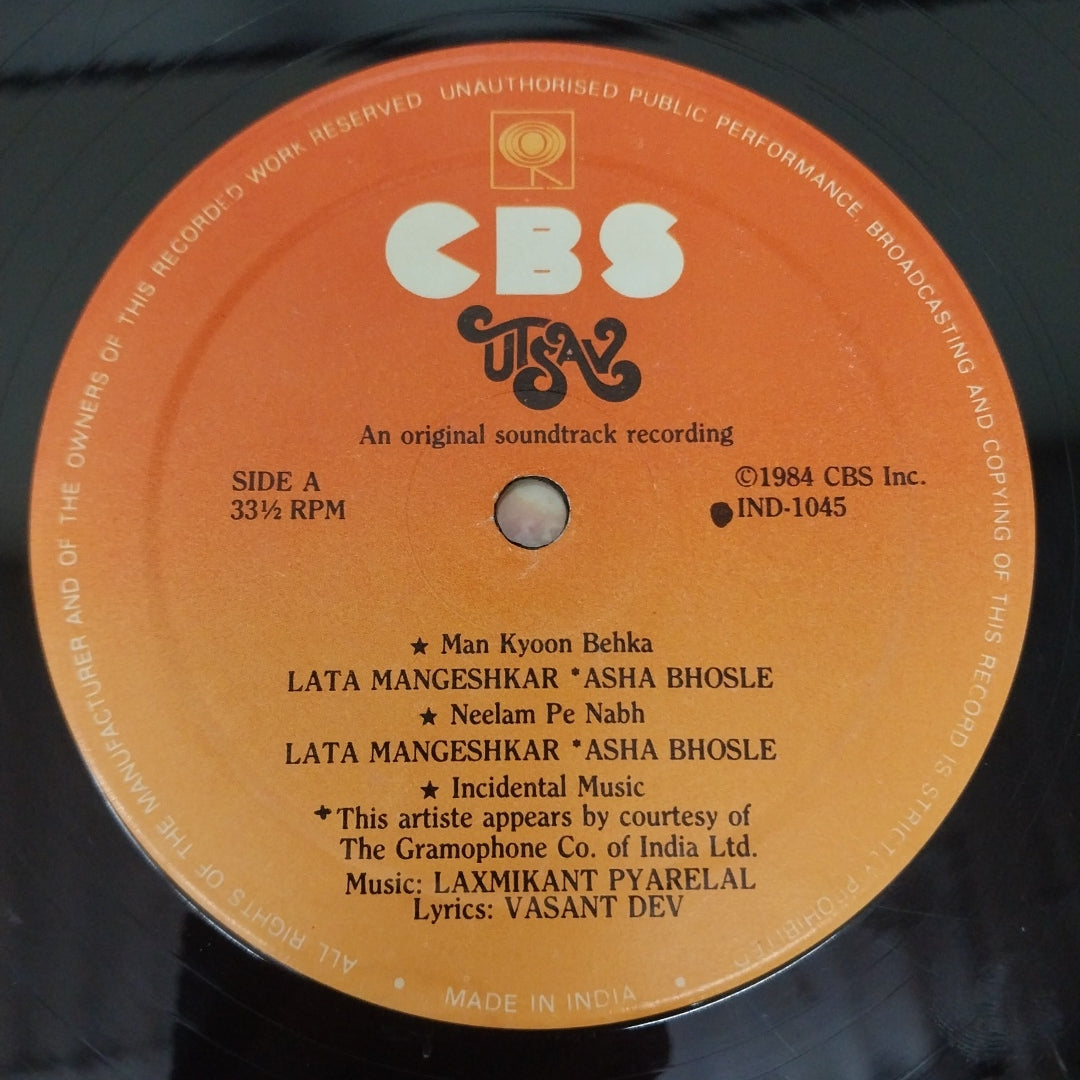 ALL RIGHTS OF THE MANUFACTURER AND OF THE OWNERS OF THIS RECORDED WORK RESERVED UNAUTHORISED PUBLIC PERFORMANCE, BROADCASTING AND COPYING OF THIS RECORD IS STRICTLY PROHIBITED
CBS
UTSAV
An original soundtrack recording
SIDE A
33½ RPM
©1984 CBS Inc.
IND-1045
★ Man Kyoon Behka
LATA MANGESHKAR *ASHA BHOSLE
★ Neelam Pe Nabh
LATA MANGESHKAR *ASHA BHOSLE
★ Incidental Music
*This artiste appears by courtesy of
The Gramophone Co. of India Ltd.
Music: LAXMIKANT PYARELAL
Lyrics: VASANT DEV
• MADE IN INDIA •